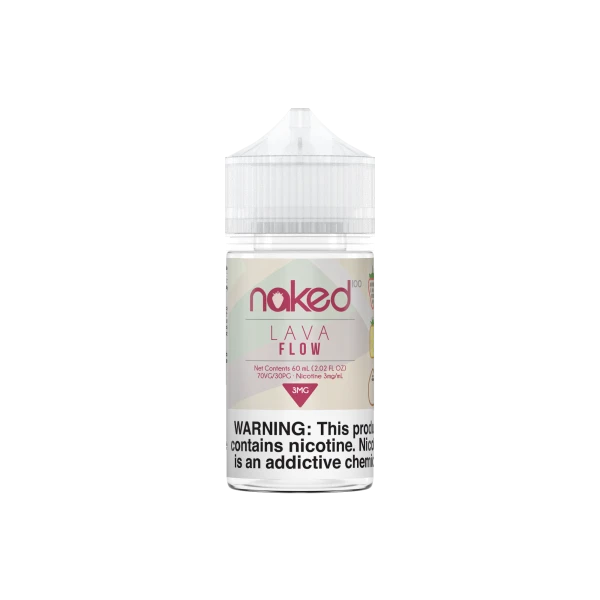 naked 100
LAVA
FLOW
Net Contents 60 mL (2.02 FL OZ)
70VG/30PG · Nicotine 3mg/mL
3MG
WARNING: This produ
contains nicotine. Nico
is an addictive chemic